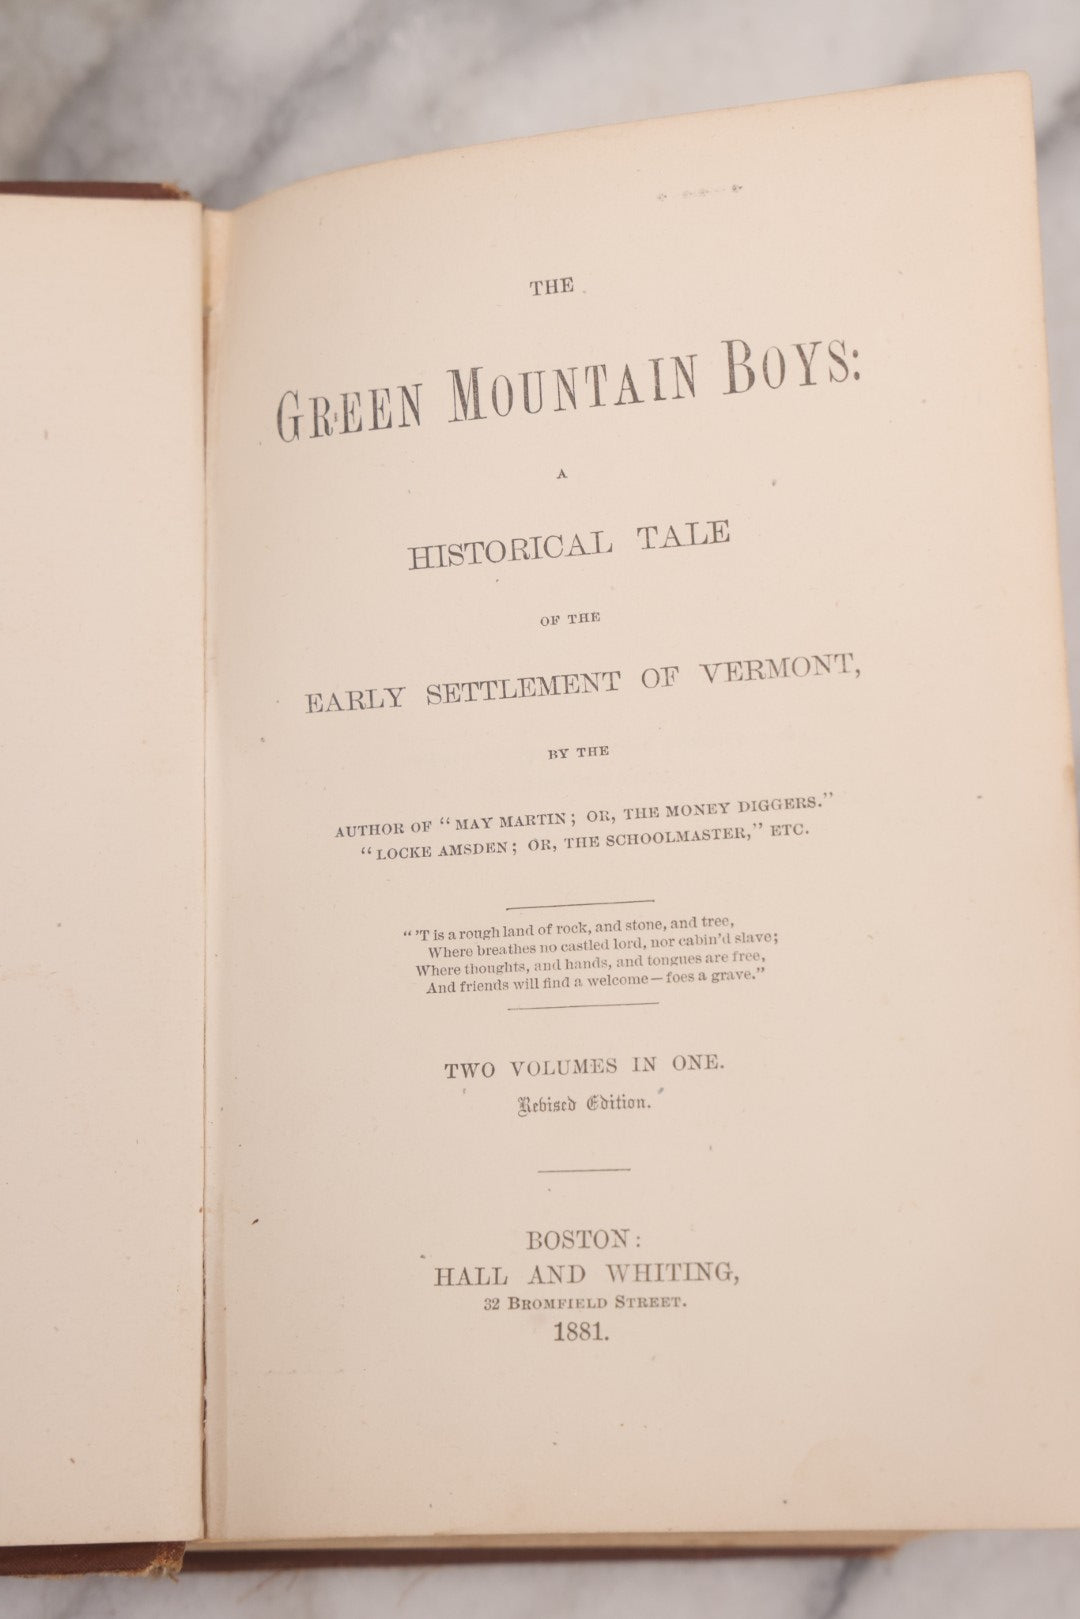 THE
GREEN MOUNTAIN BOYS:
A
HISTORICAL TALE
OF THE
EARLY SETTLEMENT OF VERMONT,
BY THE
AUTHOR OF “MAY MARTIN; OR, THE MONEY DIGGERS.”
“LOCKE AMSDEN; OR, THE SCHOOLMASTER,” ETC.
“’T is a rough land of rock, and stone, and tree,
Where breathes no castled lord, nor cabin’d slave;
Where thoughts, and hands, and tongues are free,
And friends will find a welcome—foes a grave.”
TWO VOLUMES IN ONE.
Revised Edition.
BOSTON:
HALL AND WHITING,
32 BROMFIELD STREET.
1881.